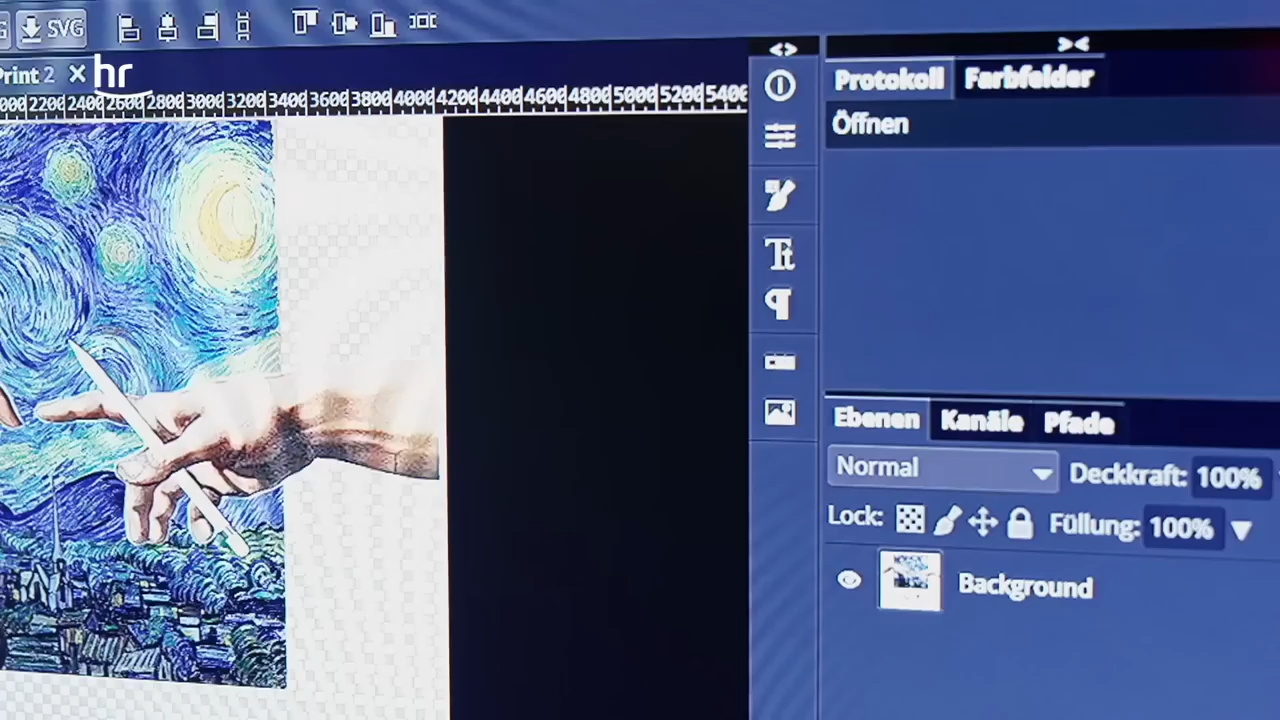 SVG
Print 2
hr
2200 2400 2600 2800 3000 3200 3400 3600 3800 4000 4200 4400 4600 4800 5000 5200 5400
Protokoll Farbfelder
Öffnen
Ebenen Kanäle Pfade
Normal Deckkraft: 100%
Lock: Füllung: 100%
Background